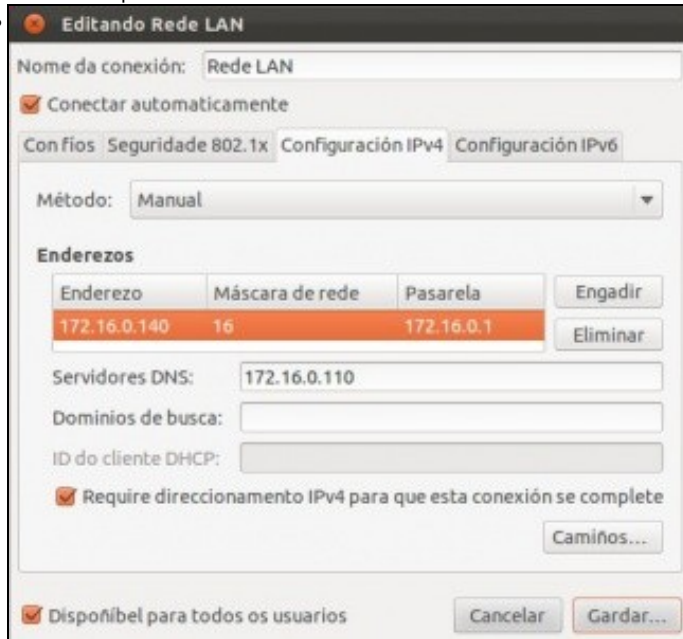 Editando Rede LAN
Nome da conexión: Rede LAN
Conectar automaticamente
Con fíos Seguridade 802.1x Configuración IPv4 Configuración IPv6
Método: Manual
Enderezos
Enderezo Máscara de rede Pasarela
172.16.0.140 16 172.16.0.1
Engadir
Eliminar
Servidores DNS: 172.16.0.110
Dominios de busca:
ID do cliente DHCP:
Require direccionamento IPv4 para que esta conexión se complete
Camiños...
Dispoñíbel para todos os usuarios
Cancelar Gardar...